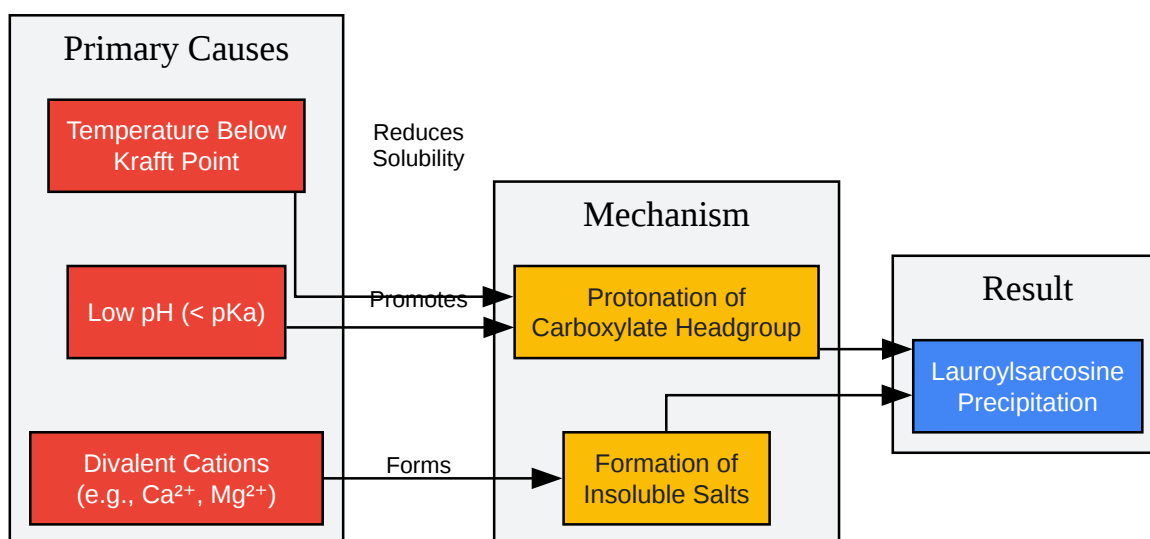 Primary Causes
Temperature Below
Krafft Point
Low pH (< pKa)
Divalent Cations
(e.g., Ca²⁺, Mg²⁺)
Reduces
Solubility
Promotes
Forms
Mechanism
Protonation of
Carboxylate Headgroup
Formation of
Insoluble Salts
Result
Lauroylsarcosine
Precipitation